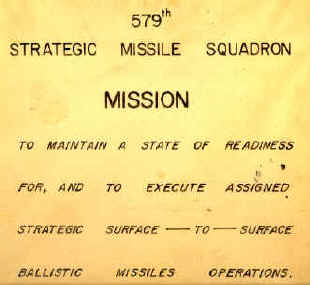 579th
STRATEGIC MISSILE SQUADRON
MISSION
TO MAINTAIN A STATE OF READINESS
FOR, AND TO EXECUTE ASSIGNED
STRATEGIC SURFACE — TO — SURFACE
BALLISTIC MISSILES OPERATIONS.